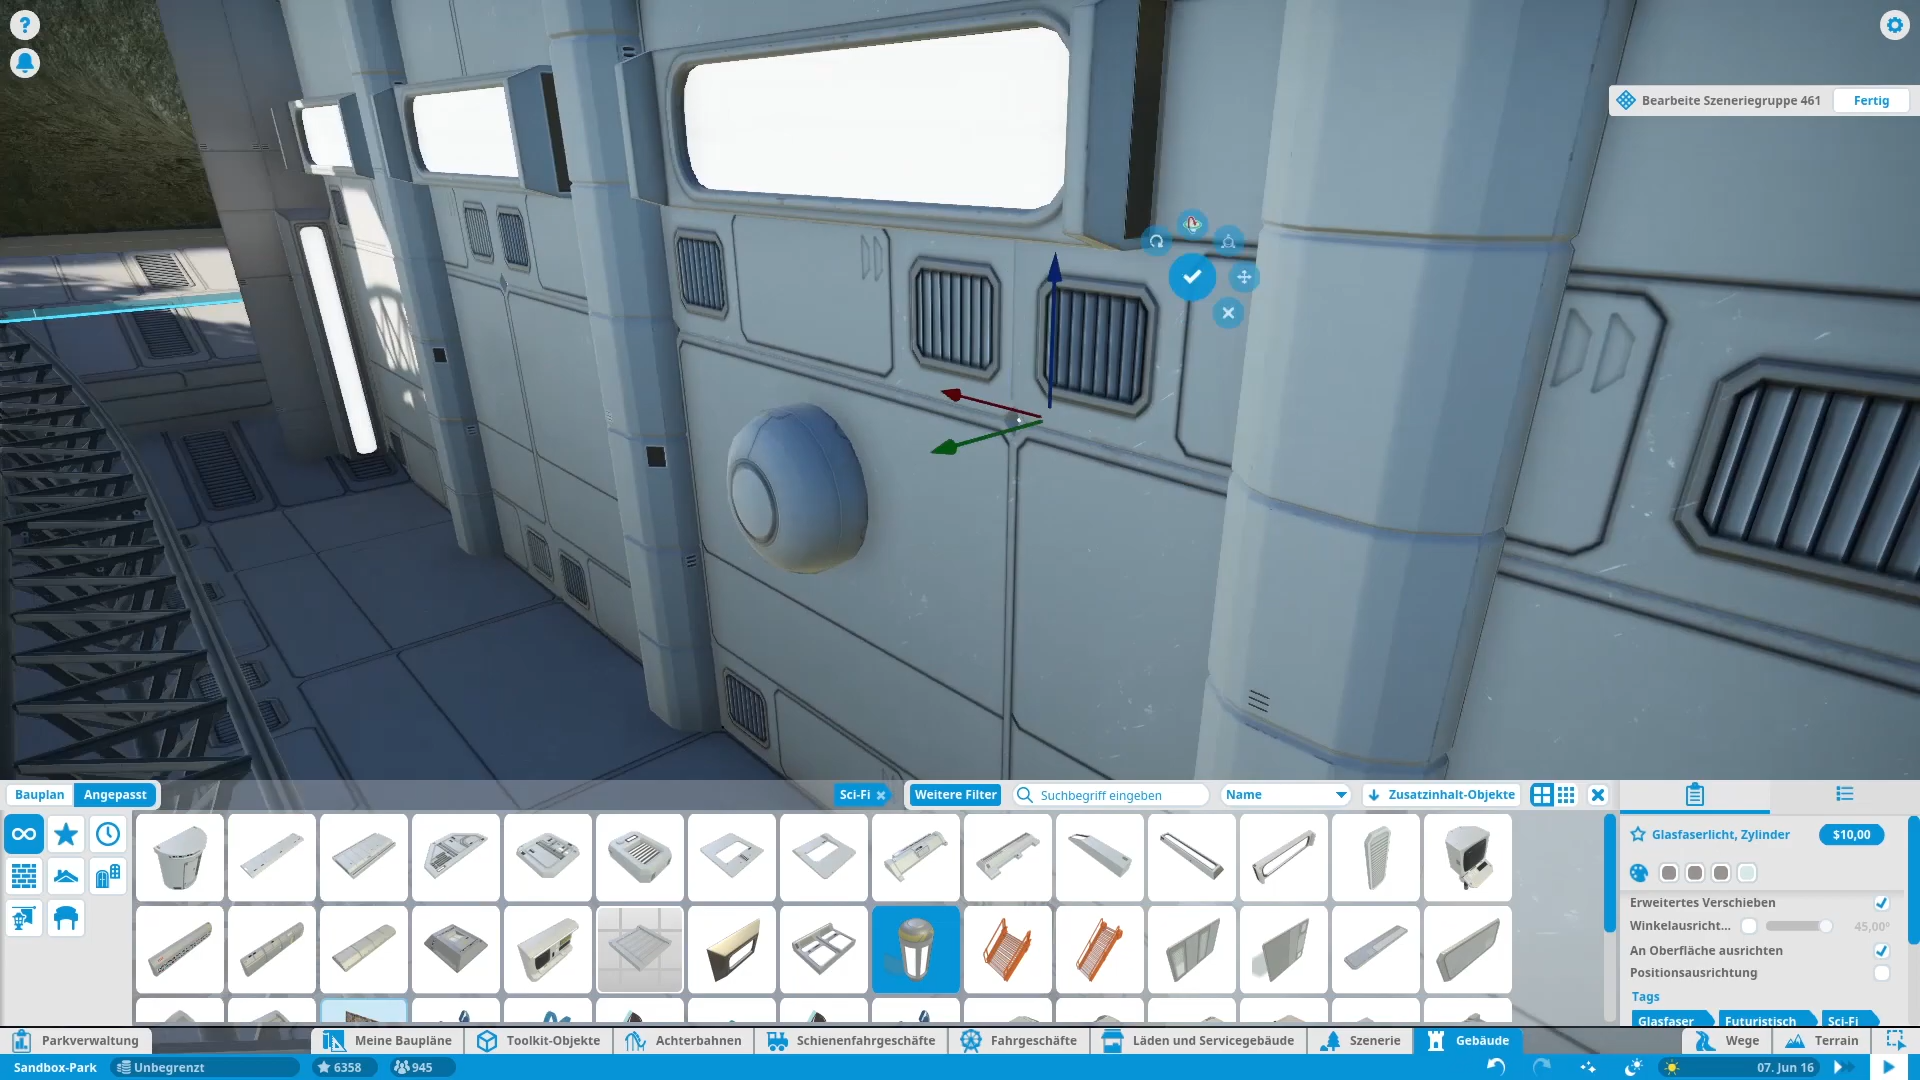 ?
Bearbeite Szeneriegruppe 461
Fertig
Bauplan
Angepasst
Sci-Fi
Weitere Filter
Suchbegriff eingeben
Name
Zusatzinhalt-Objekte
Glasfaserlicht, Zylinder
$10,00
Erweitertes Verschieben
Winkelausricht...
45,00°
An Oberfläche ausrichten
Positionsausrichtung
Tags
Glasfaser
Futuristisch
Sci-Fi
Parkverwaltung
Meine Baupläne
Toolkit-Objekte
Achterbahnen
Schienenfahrgeschäfte
Fahrgeschäfte
Läden und Servicegebäude
Szenerie
Gebäude
Wege
Terrain
Sandbox-Park
Unbegrenzt
6358
945
07. Jun 16